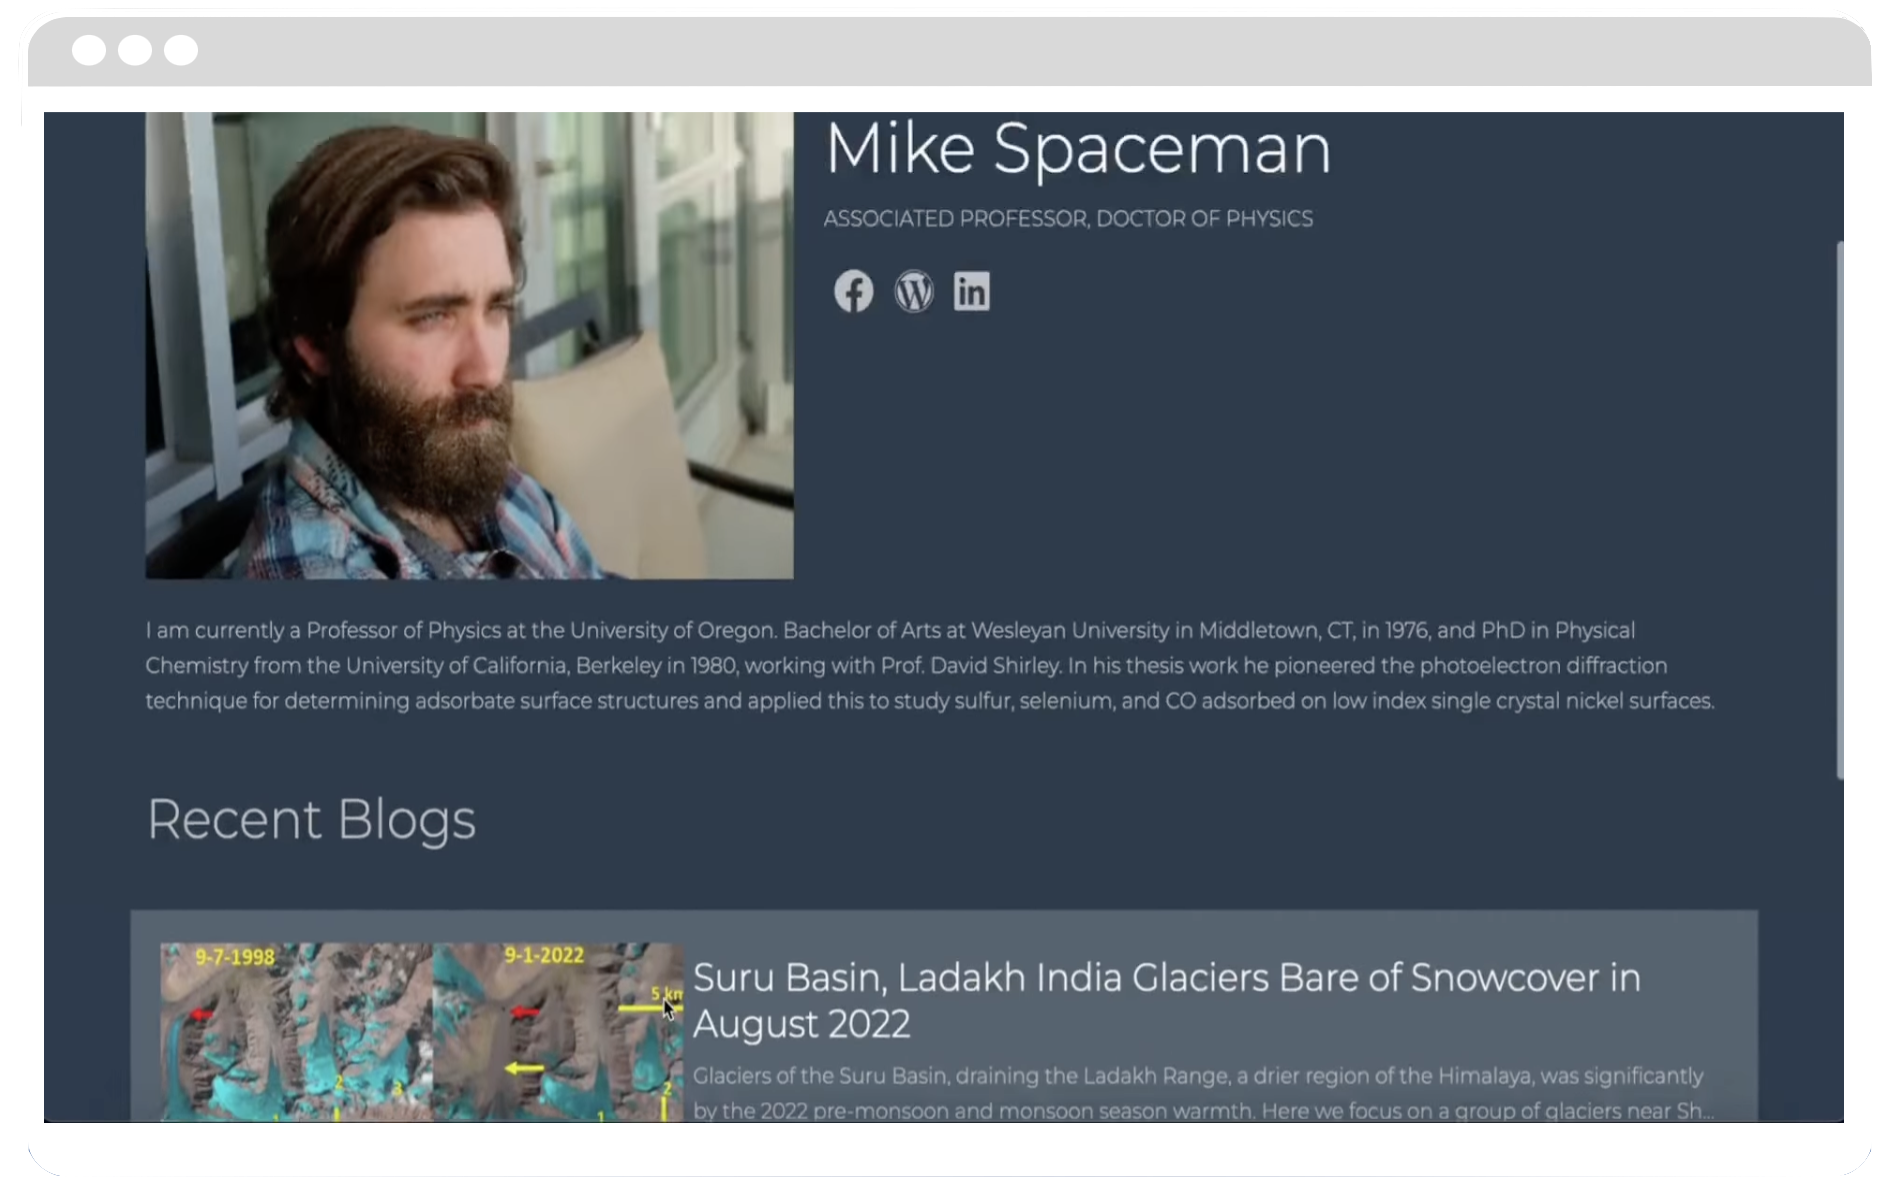 Mike Spaceman
ASSOCIATED PROFESSOR, DOCTOR OF PHYSICS
I am currently a Professor of Physics at the University of Oregon. Bachelor of Arts at Wesleyan University in Middletown, CT, in 1976, and PhD in Physical
Chemistry from the University of California, Berkeley in 1980, working with Prof. David Shirley. In his thesis work he pioneered the photoelectron diffraction
technique for determining adsorbate surface structures and applied this to study sulfur, selenium, and CO adsorbed on low index single crystal nickel surfaces.
Recent Blogs
9-7-1998
9-1-2022
5 km
2
3
2
1
1
Suru Basin, Ladakh India Glaciers Bare of Snowcover in
August 2022
Glaciers of the Suru Basin, draining the Ladakh Range, a drier region of the Himalaya, was significantly
by the 2022 pre-monsoon and monsoon season warmth. Here we focus on a group of glaciers near Sh...